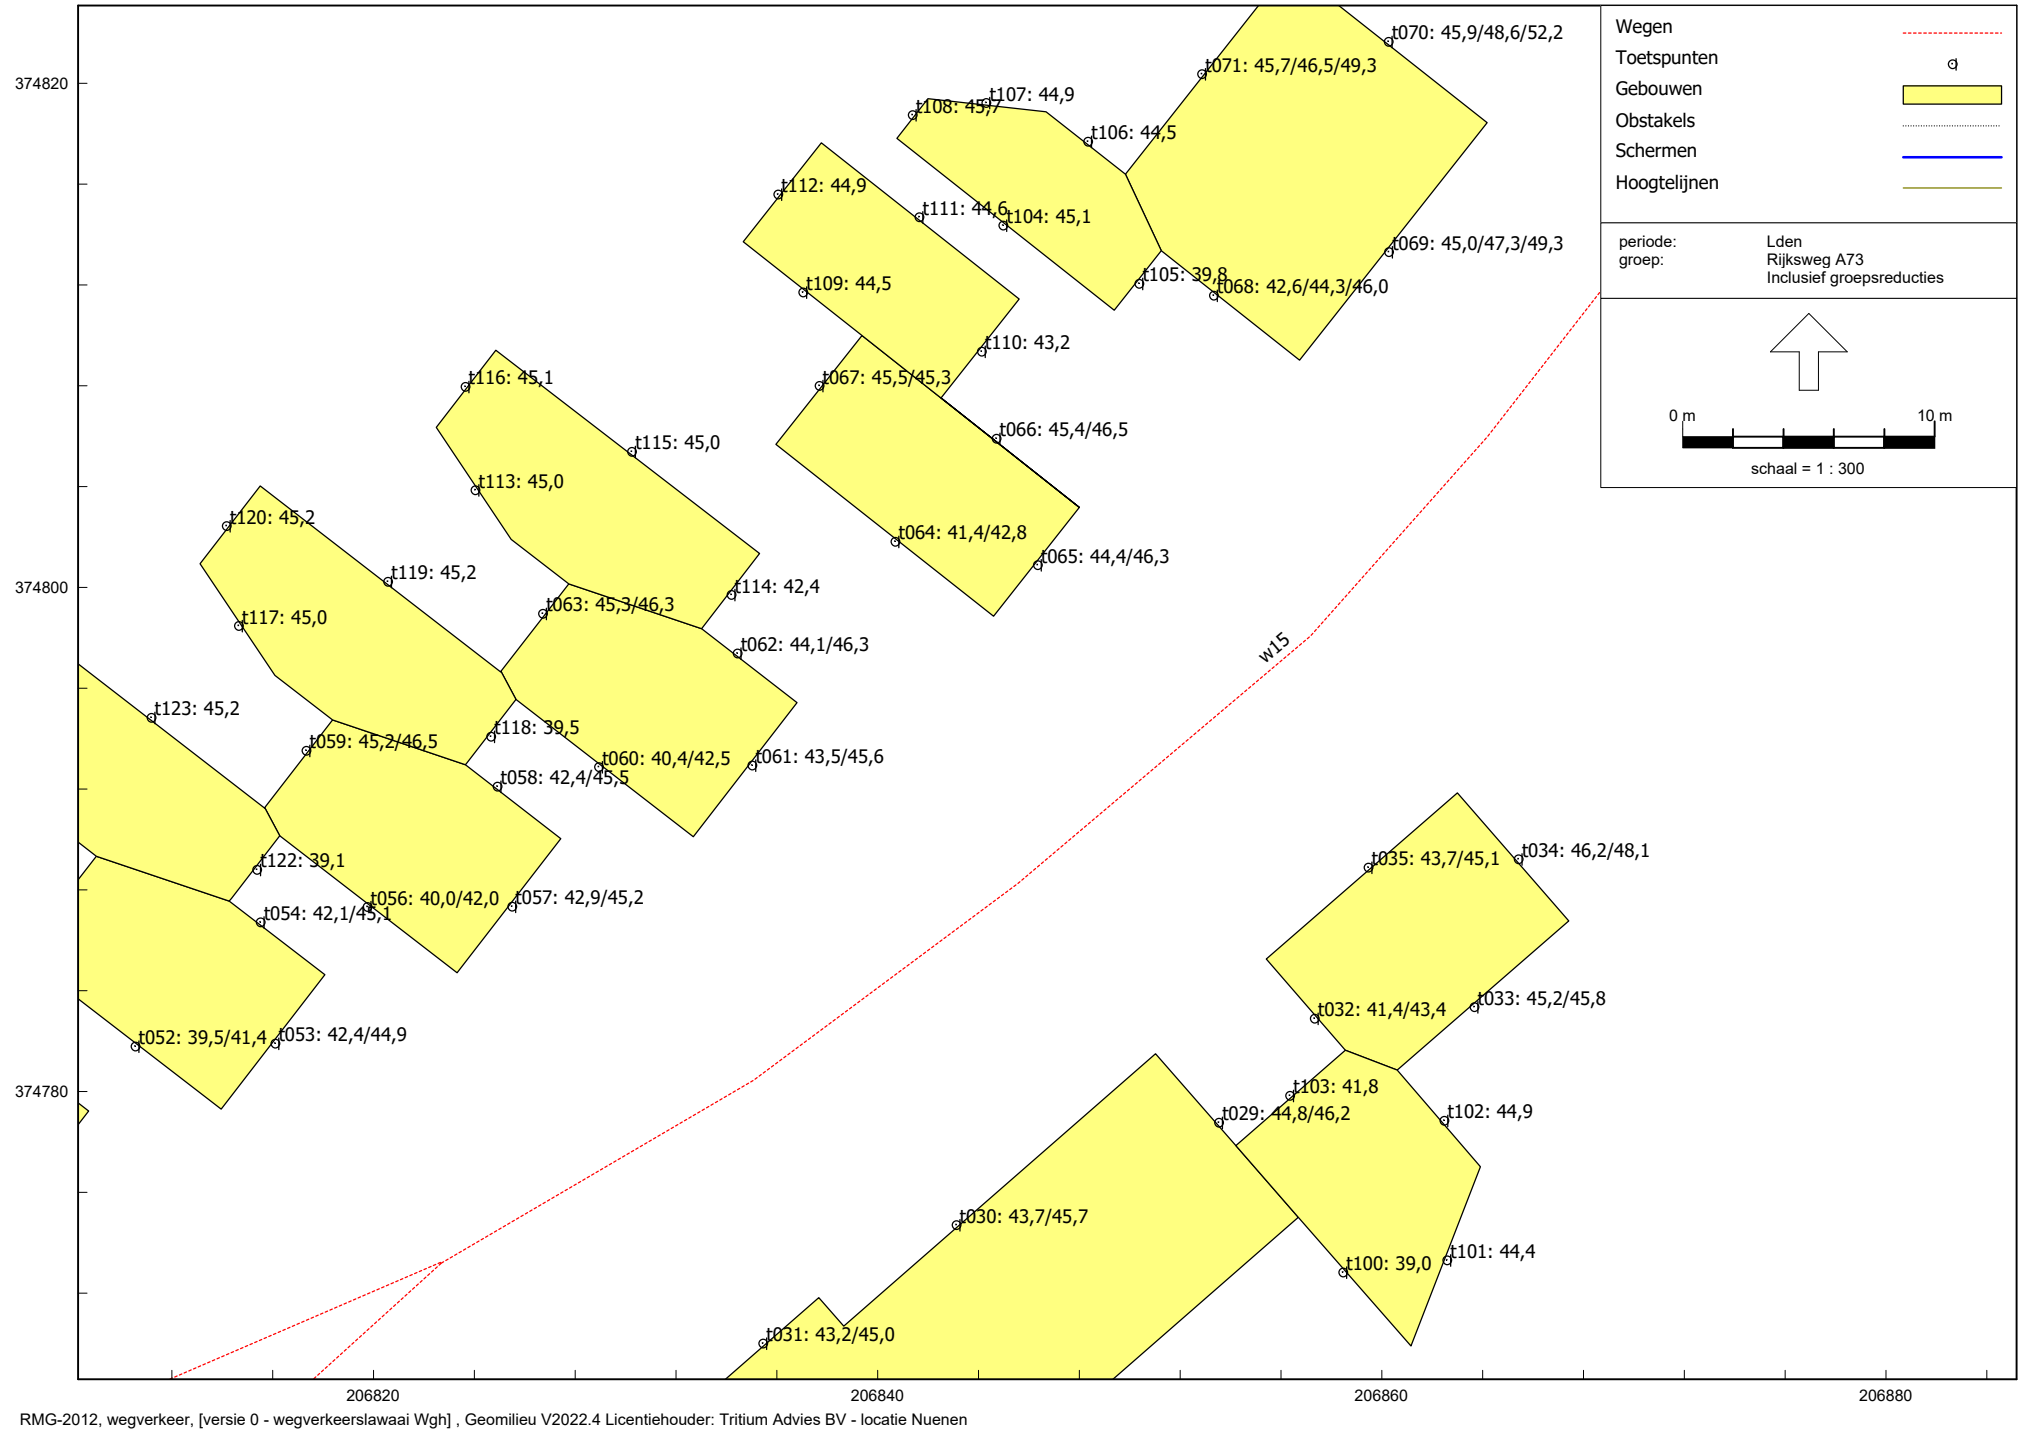 t070: 45,9/48,6/52,2
Wegen
t071: 45,7/46,5/49,3
Toetspunten
374820
t107: 44,9
Gebouwen
t108: 45,7
Obstakels
t106: 44,5
Schermen
t112: 44,9
Hoogtelijnen
t111: 44,6
t104: 45,1
t069: 45,0/47,3/49,3
periode: Lden
groep: Rijksweg A73
Inclusief groepsreducties
t105: 39,8
t109: 44,5
t068: 42,6/44,3/46,0
t110: 43,2
t116: 45,1
t067: 45,5/45,3
0 m 10 m
t066: 45,4/46,5
t115: 45,0
schaal = 1 : 300
t113: 45,0
t120: 45,2
t064: 41,4/42,8
t065: 44,4/46,3
t119: 45,2
374800
t114: 42,4
t063: 45,3/46,3
t117: 45,0
t062: 44,1/46,3
w15
t123: 45,2
t118: 39,5
t059: 45,2/46,5
t060: 40,4/42,5
t061: 43,5/45,6
t058: 42,4/45,5
t034: 46,2/48,1
t122: 39,1
t035: 43,7/45,1
t056: 40,0/42,0
t057: 42,9/45,2
t054: 42,1/45,1
t033: 45,2/45,8
t032: 41,4/43,4
t052: 39,5/41,4
t053: 42,4/44,9
374780
t103: 41,8
t029: 44,8/46,2
t102: 44,9
t030: 43,7/45,7
t101: 44,4
t100: 39,0
t031: 43,2/45,0
206820 206840 206860 206880
RMG-2012, wegverkeer, [versie 0 - wegverkeerslawaai Wgh] , Geomilieu V2022.4 Licentiehouder: Tritium Advies BV - locatie Nuenen